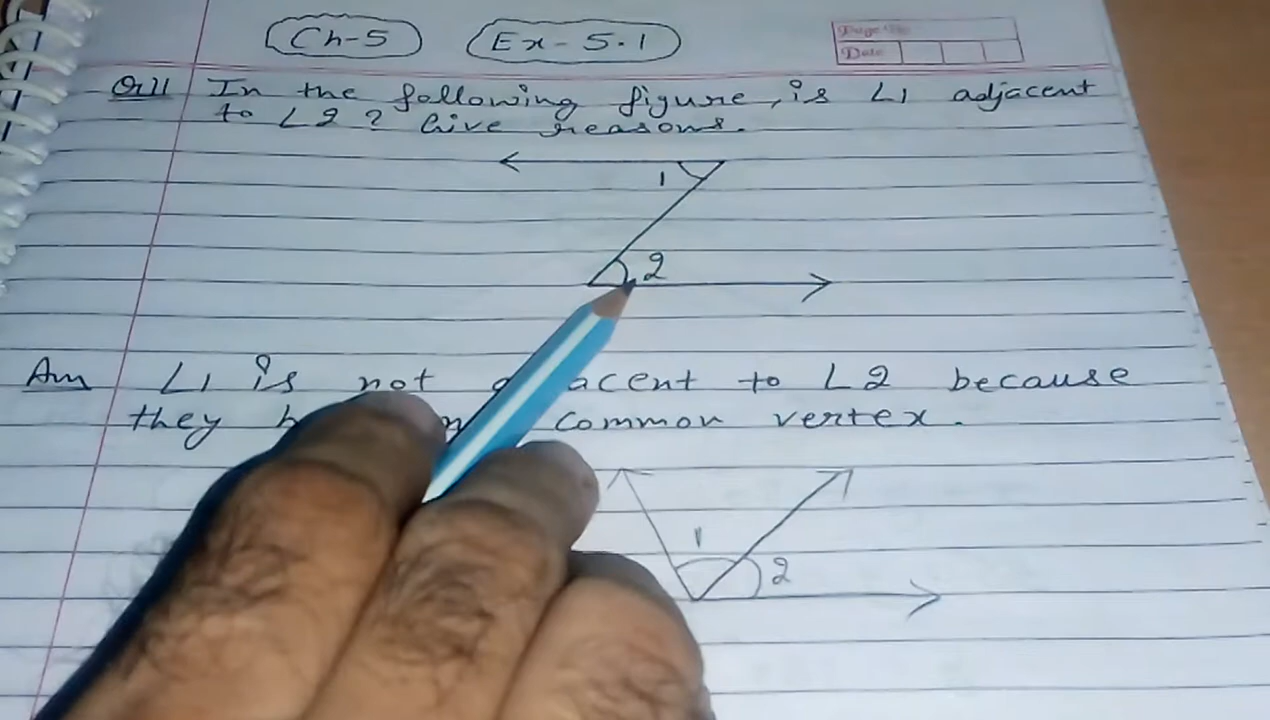 Ch-5 Ex-5.1
Page No
Date
Q11 In the following figure, is ∠1 adjacent
to ∠2? Give reasons.
1
2
Ans ∠1 is not acent to ∠2 because
they common vertex.
1
2